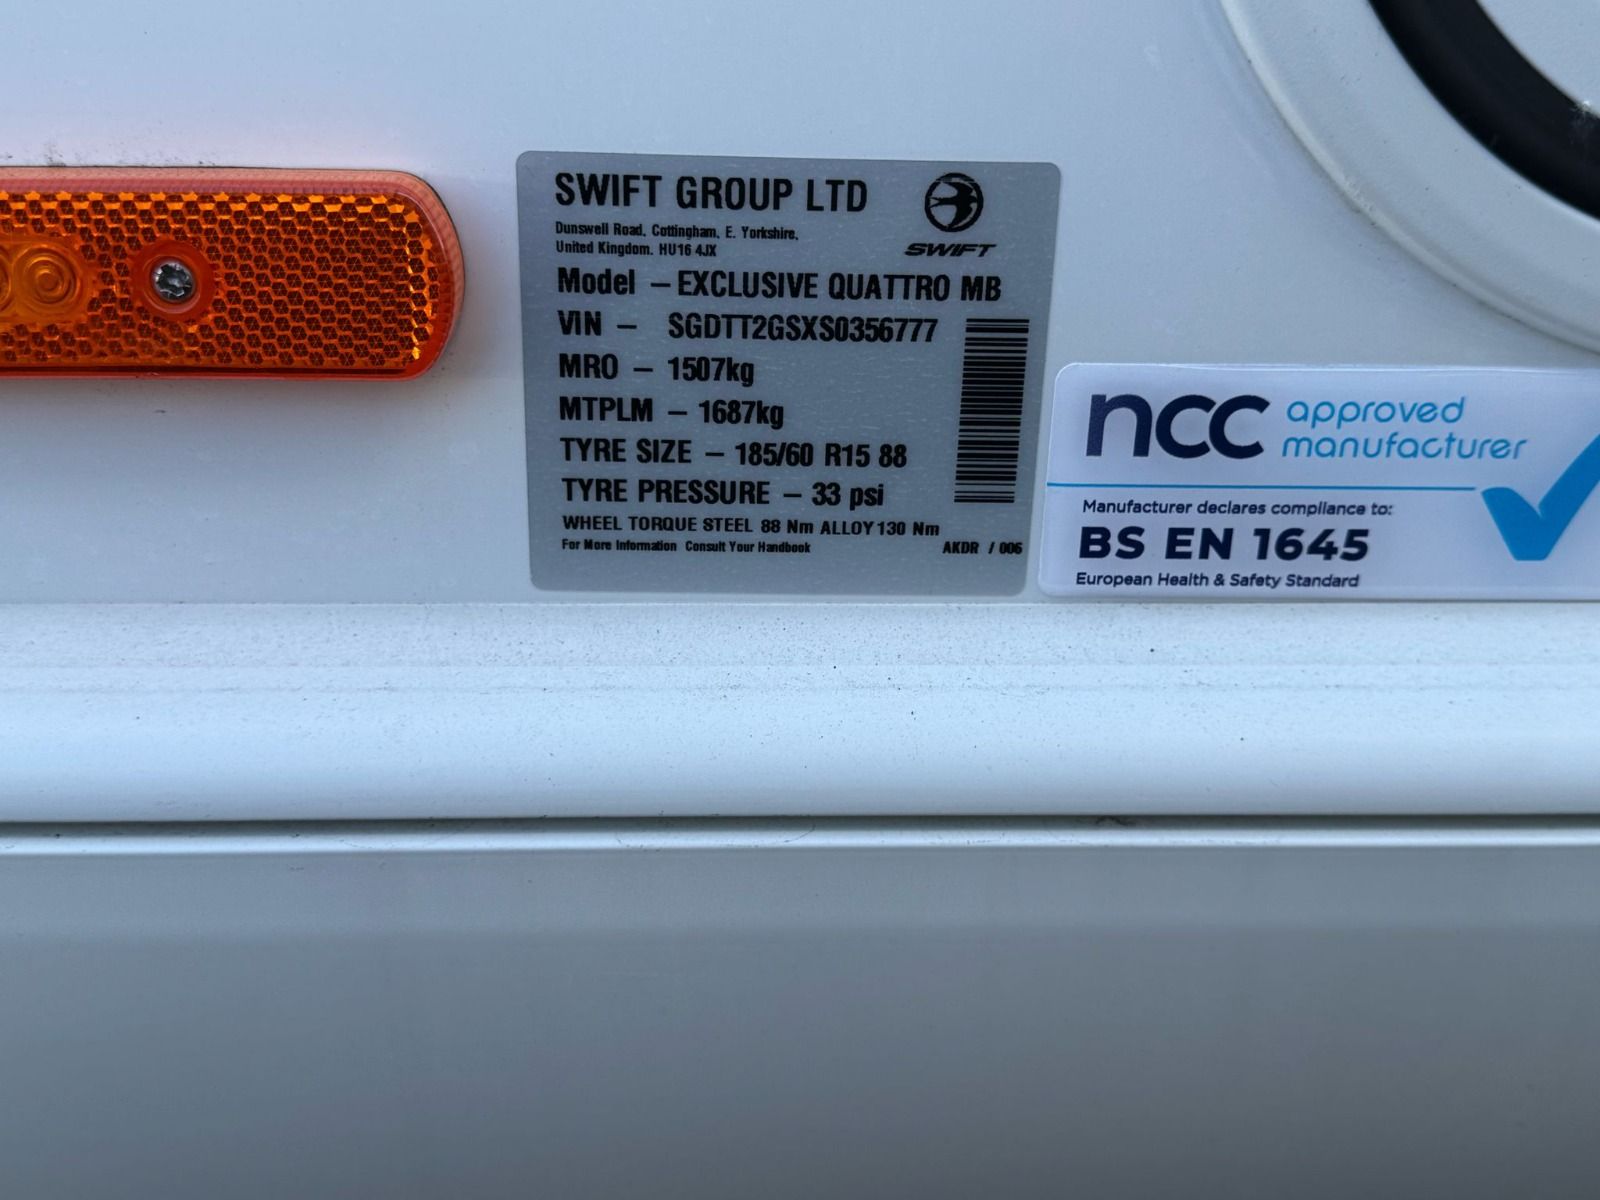 SWIFT GROUP LTD
SWIFT
Dunswell Road, Cottingham, E. Yorkshire,
United Kingdom. HU16 4JX
Model – EXCLUSIVE QUATTRO MB
VIN – SGDTT2GSXS0356777
MRO – 1507kg
MTPLM – 1687kg
TYRE SIZE – 185/60 R15 88
TYRE PRESSURE – 33 psi
WHEEL TORQUE STEEL 88 Nm ALLOY 130 Nm
For More Information Consult Your Handbook
AKDR / 006
ncc approved
manufacturer
Manufacturer declares compliance to:
BS EN 1645
European Health & Safety Standard